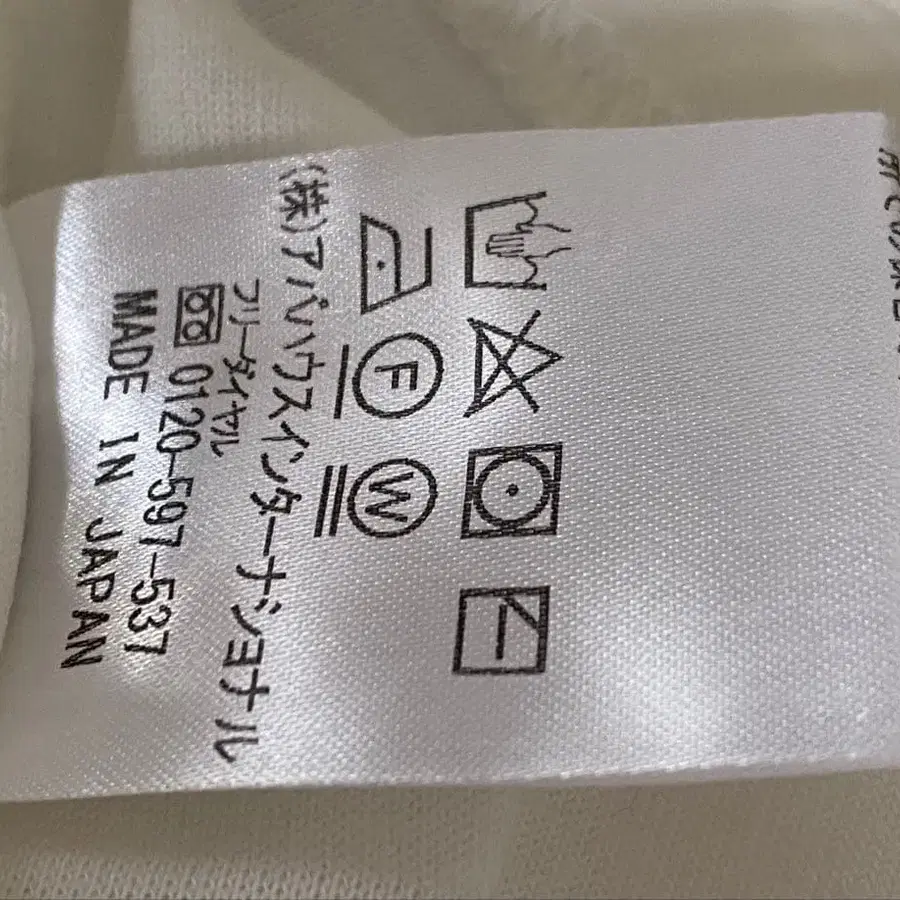 F W
(株)アバハウスインターナショナル
フリーダイヤル
0120-597-537
MADE IN JAPAN